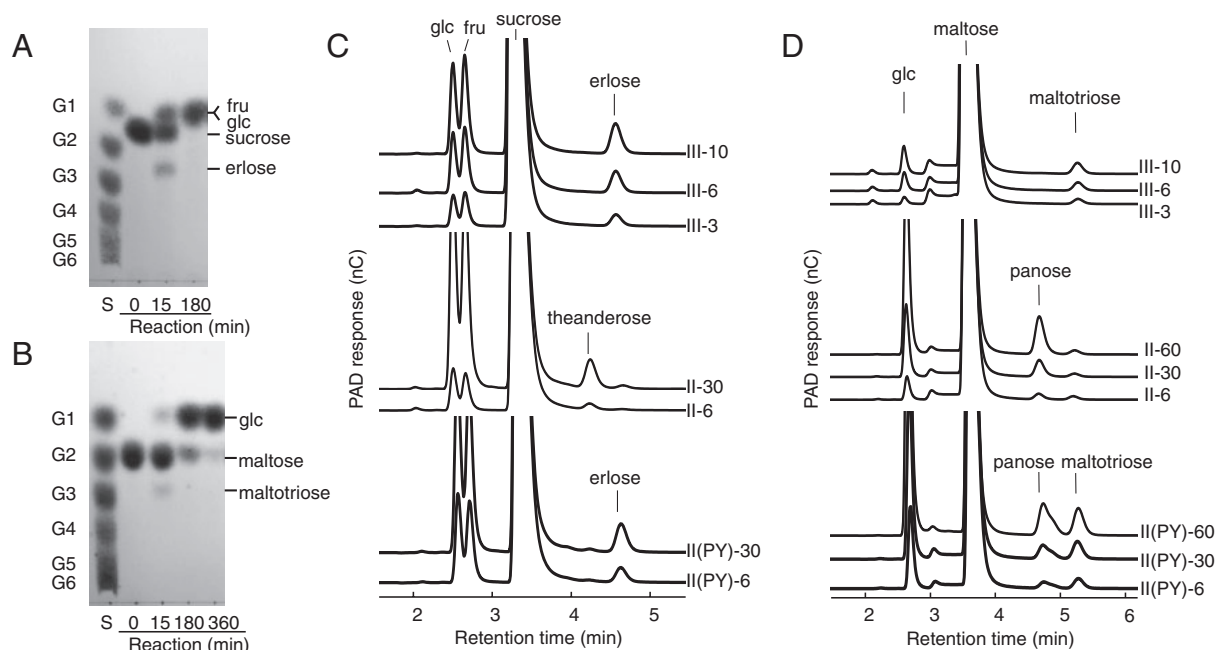 A
G1
G2
G3
G4
G5
G6
fru
glc
sucrose
erlose
S 0 15 180
Reaction (min)
B
G1
G2
G3
G4
G5
G6
glc
maltose
maltotriose
S 0 15 180 360
Reaction (min)
C
PAD response (nC)
glc fru sucrose
erlose
III-10
III-6
III-3
theanderose
II-30
II-6
erlose
II(PY)-30
II(PY)-6
2 3 4 5
Retention time (min)
D
PAD response (nC)
maltose
glc
maltotriose
III-10
III-6
III-3
panose
II-60
II-30
II-6
panose maltotriose
II(PY)-60
II(PY)-30
II(PY)-6
2 3 4 5 6
Retention time (min)